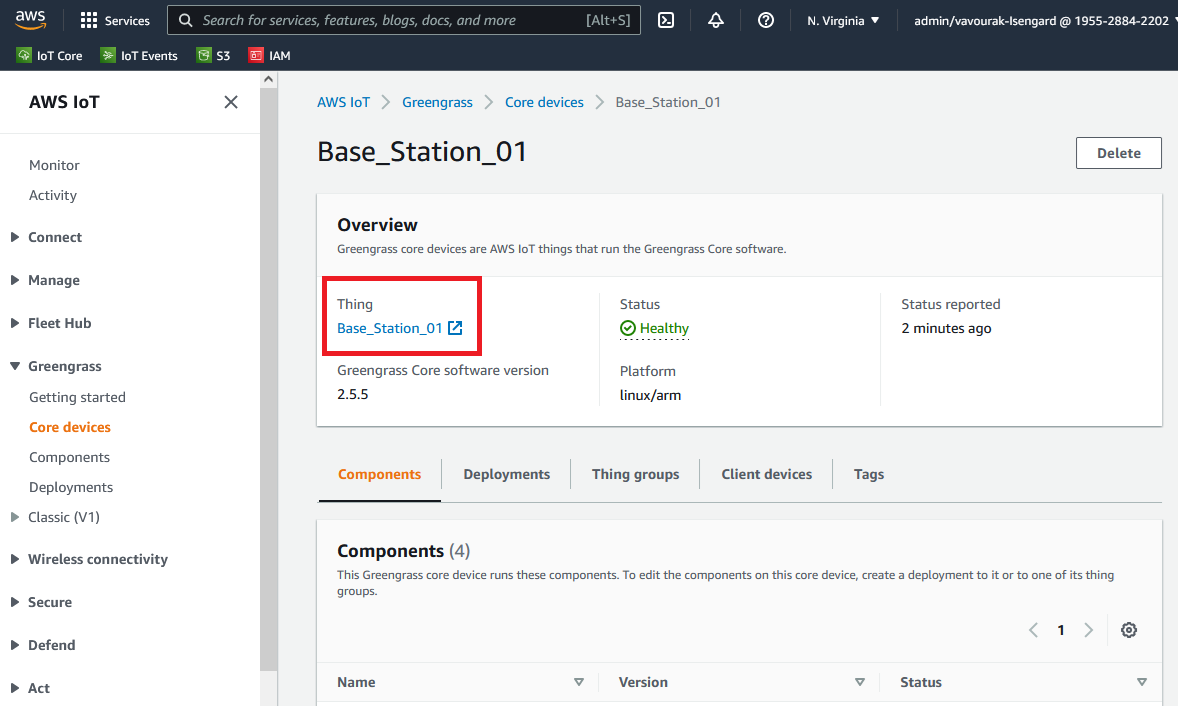 aws
Services
Search for services, features, blogs, docs, and more [Alt+S]
N. Virginia
admin/vavourak-Isengard @ 1955-2884-2202
IoT Core
IoT Events
S3
IAM
AWS IoT
Monitor
Activity
Connect
Manage
Fleet Hub
Greengrass
Getting started
Core devices
Components
Deployments
Classic (V1)
Wireless connectivity
Secure
Defend
Act
AWS IoT > Greengrass > Core devices > Base_Station_01
Base_Station_01
Delete
Overview
Greengrass core devices are AWS IoT things that run the Greengrass Core software.
Thing
Base_Station_01
Greengrass Core software version
2.5.5
Status
Healthy
Platform
linux/arm
Status reported
2 minutes ago
Components
Deployments
Thing groups
Client devices
Tags
Components (4)
This Greengrass core device runs these components. To edit the components on this core device, create a deployment to it or to one of its thing
groups.
1
Name
Version
Status